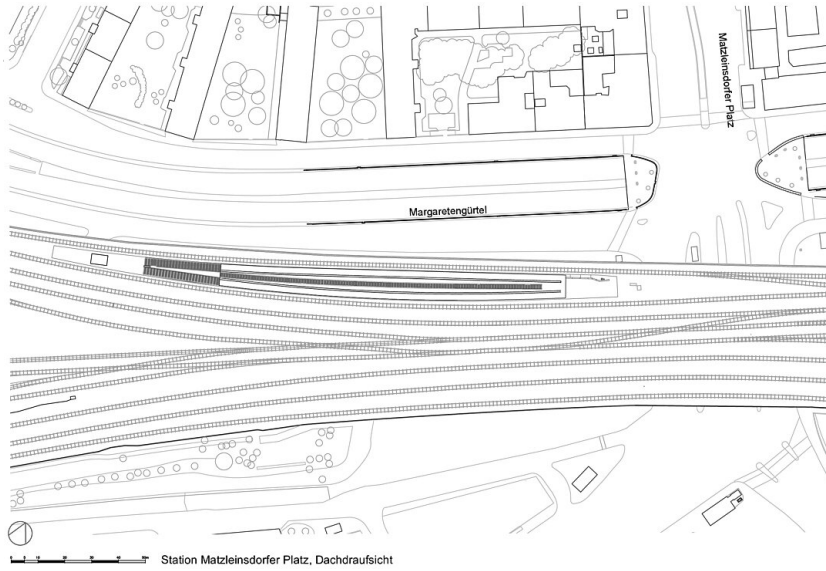 Matzleinsdorfer Platz
Margaretengürtel
Station Matzleinsdorfer Platz, Dachdraufsicht